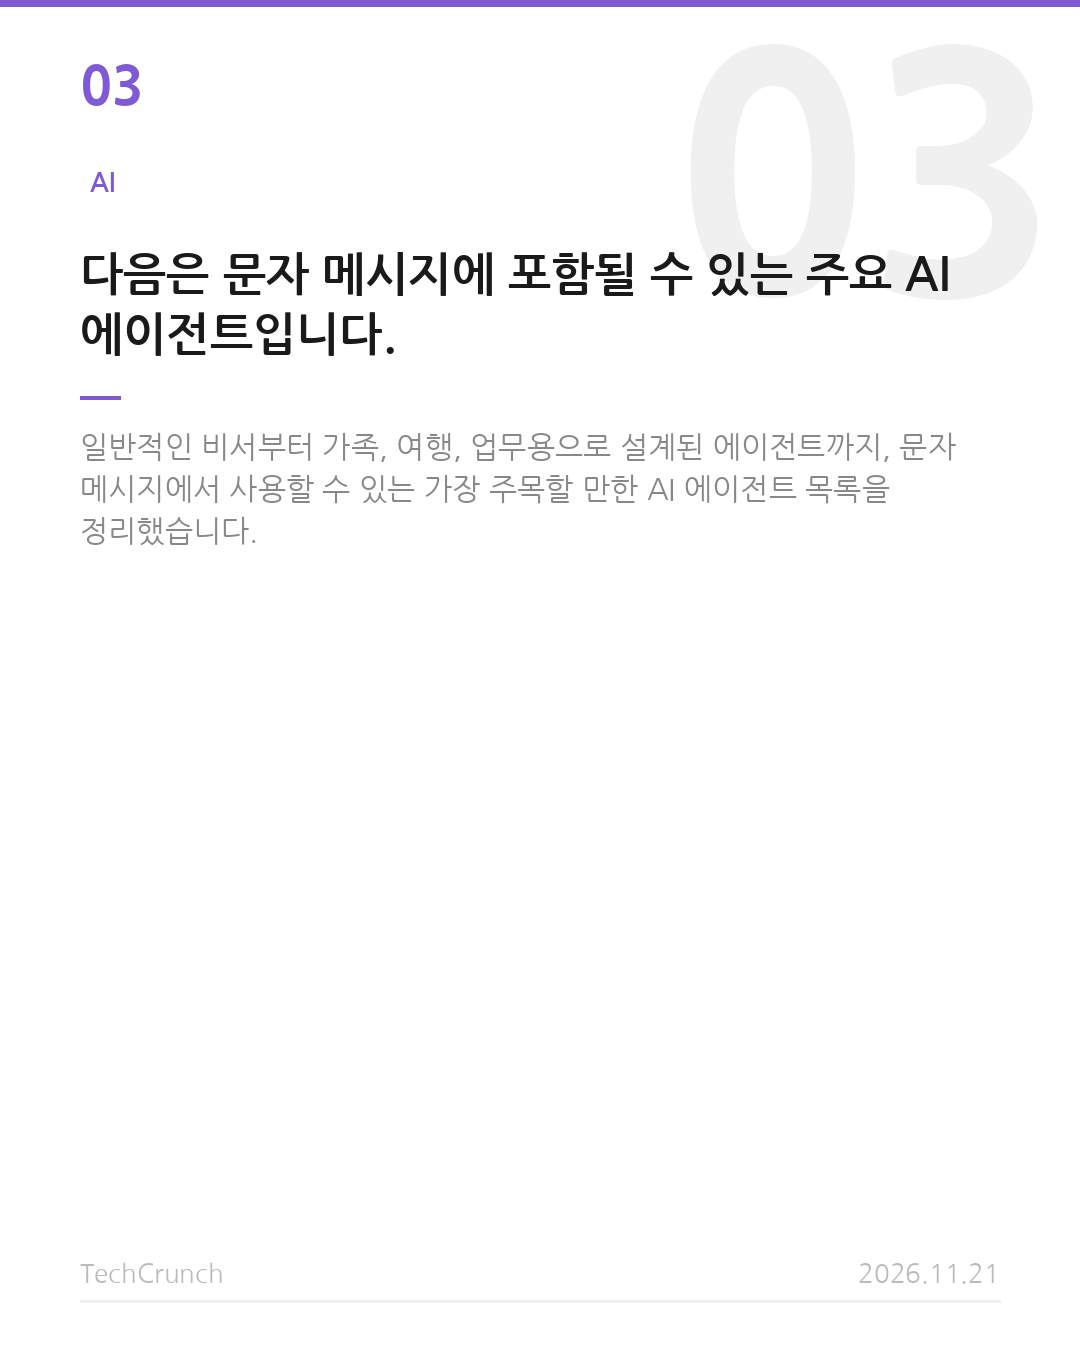 03
03
AI
다음은 문자 메시지에 포함될 수 있는 주요 AI
에이전트입니다.
일반적인 비서부터 가족, 여행, 업무용으로 설계된 에이전트까지, 문자
메시지에서 사용할 수 있는 가장 주목할 만한 AI 에이전트 목록을
정리했습니다.
TechCrunch
2026.11.21